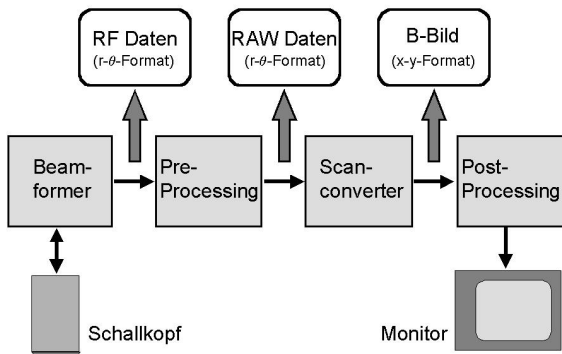 RF Daten
(r-θ-Format)
RAW Daten
(r-θ-Format)
B-Bild
(x-y-Format)
Beam-
former
Pre-
Processing
Scan-
converter
Post-
Processing
Schallkopf
Monitor